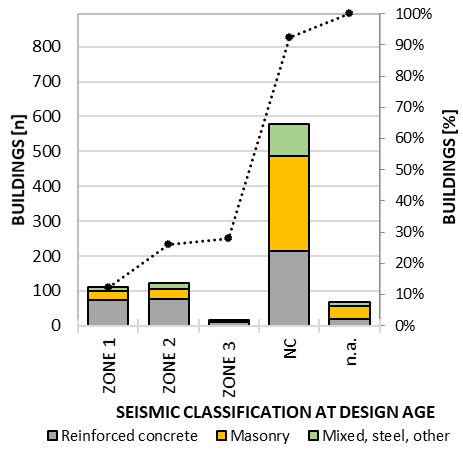 100%
90%
80%
70%
60%
50%
40%
30%
20%
10%
0%
800
700
600
500
400
300
200
100
0
BUILDINGS [n]
BUILDINGS [%]
ZONE 1
ZONE 2
ZONE 3
NC
n.a.
SEISMIC CLASSIFICATION AT DESIGN AGE
Reinforced concrete Masonry Mixed, steel, other